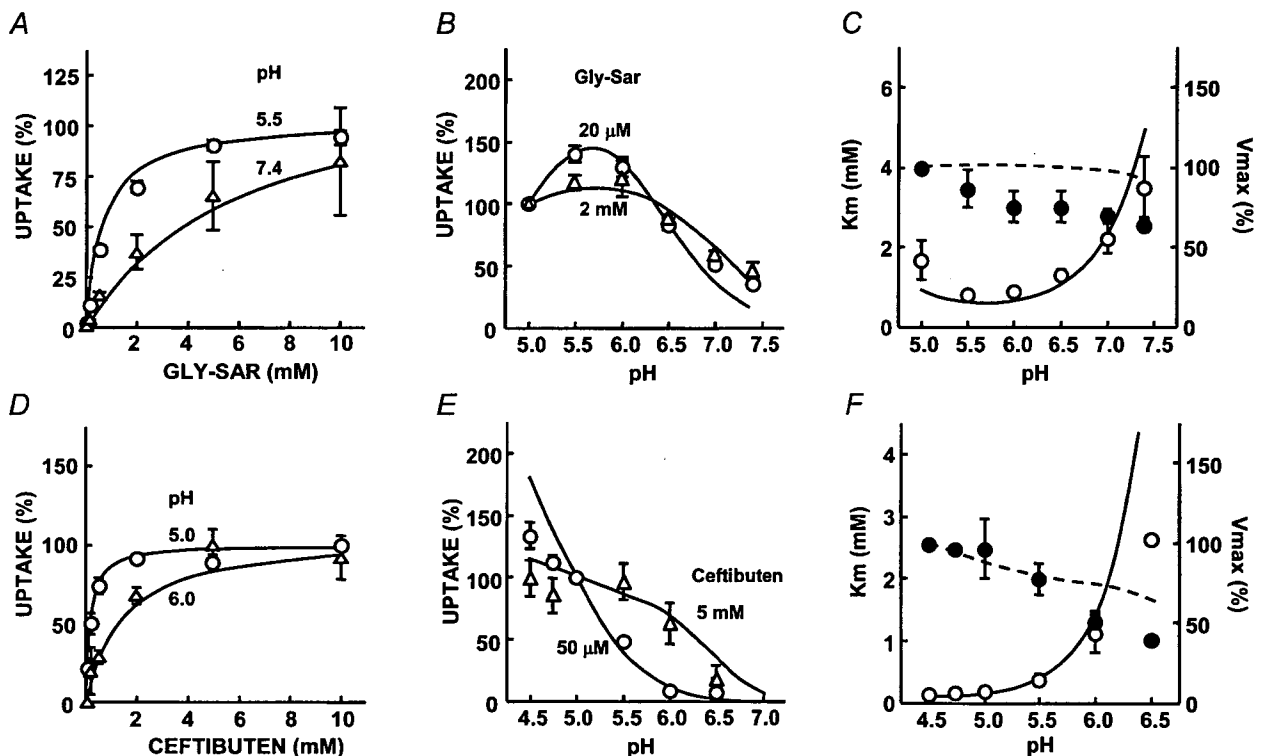 A
UPTAKE (%)
125
100
75
50
25
0
pH
5.5
7.4
2 4 6 8 10
GLY-SAR (mM)
B
UPTAKE (%)
200
150
100
50
0
Gly-Sar
20 μM
2 mM
5.0 5.5 6.0 6.5 7.0 7.5
pH
C
Km (mM)
6
4
2
0
150
100
50
0
Vmax (%)
5.0 5.5 6.0 6.5 7.0 7.5
pH
D
UPTAKE (%)
150
100
50
0
pH
5.0
6.0
2 4 6 8 10
CEFTIBUTEN (mM)
E
UPTAKE (%)
200
150
100
50
0
Ceftibuten
5 mM
50 μM
4.5 5.0 5.5 6.0 6.5 7.0
pH
F
Km (mM)
4
3
2
1
0
150
100
50
0
Vmax (%)
4.5 5.0 5.5 6.0 6.5
pH